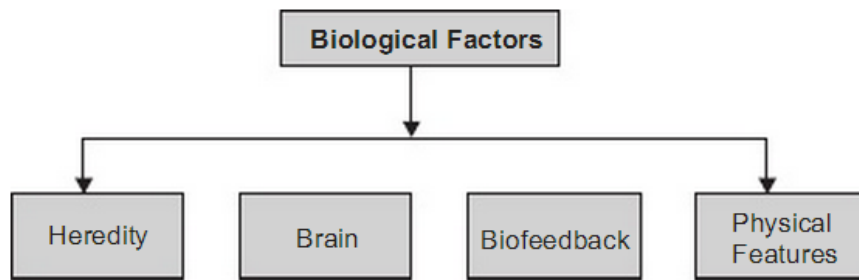 Biological Factors
Heredity
Brain
Biofeedback
Physical
Features